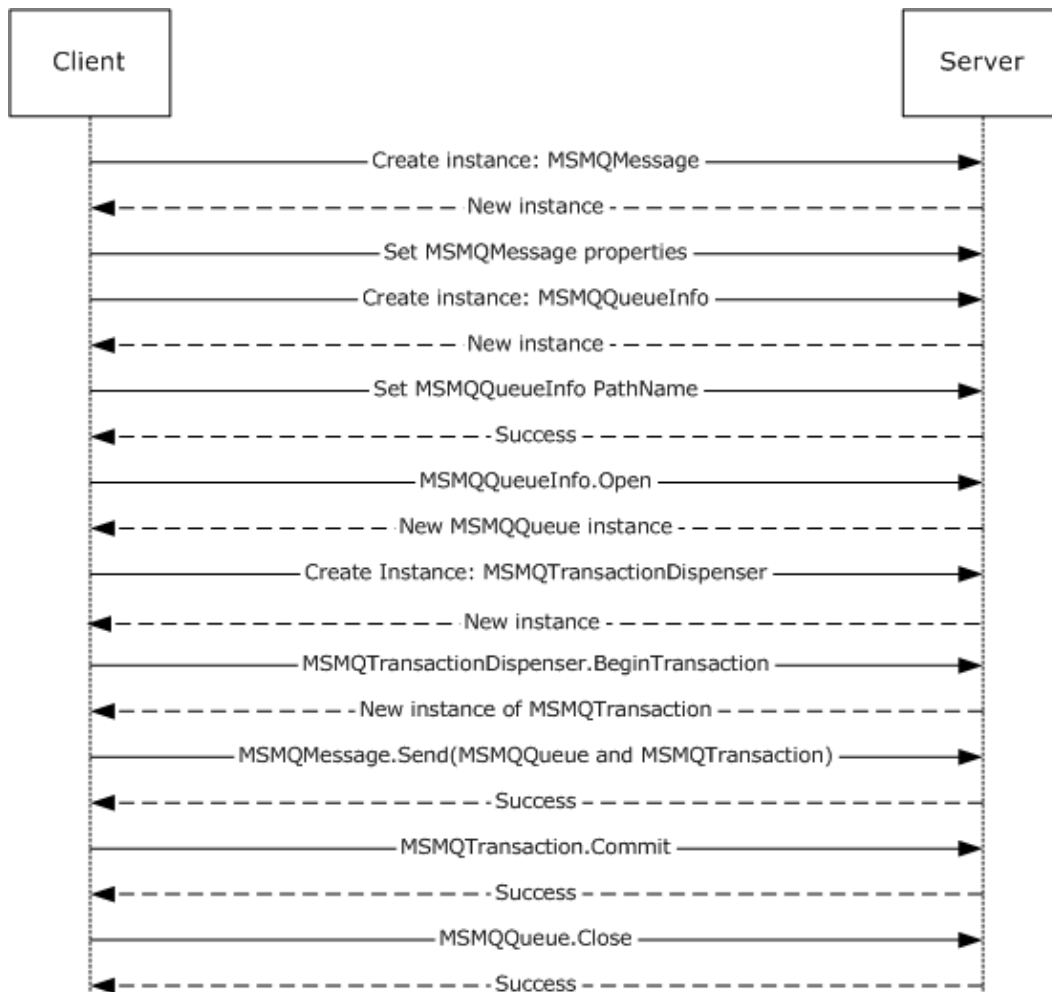 Client
Server
Create instance: MSMQMessage
New instance
Set MSMQMessage properties
Create instance: MSMQQueueInfo
New instance
Set MSMQQueueInfo PathName
Success
MSMQQueueInfo.Open
New MSMQQueue instance
Create Instance: MSMQTransactionDispenser
New instance
MSMQTransactionDispenser.BeginTransaction
New instance of MSMQTransaction
MSMQMessage.Send(MSMQQueue and MSMQTransaction)
Success
MSMQTransaction.Commit
Success
MSMQQueue.Close
Success